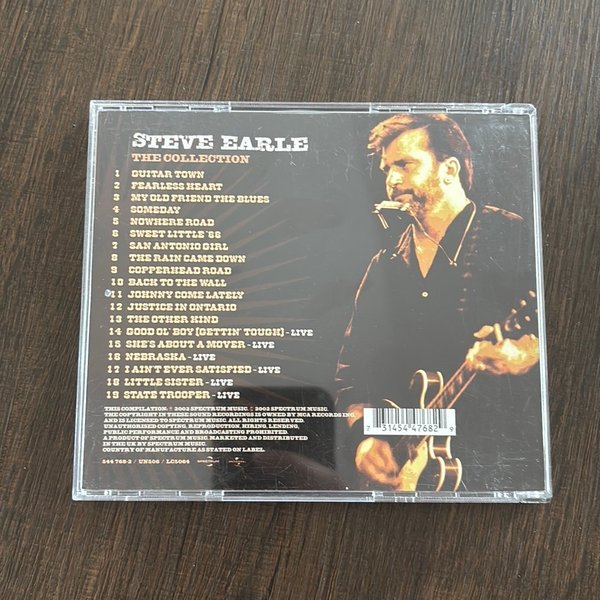 STEVE EARLE
THE COLLECTION
1 GUITAR TOWN
2 FEARLESS HEART
3 MY OLD FRIEND THE BLUES
4 SOMEDAY
5 NOWHERE ROAD
6 SWEET LITTLE '66
7 SAN ANTONIO GIRL
8 THE RAIN CAME DOWN
9 COPPERHEAD ROAD
10 BACK TO THE WALL
11 JOHNNY COME LATELY
12 JUSTICE IN ONTARIO
13 THE OTHER KIND
14 GOOD OL' BOY (GETTIN' TOUGH) - LIVE
15 SHE'S ABOUT A MOVER - LIVE
16 NEBRASKA - LIVE
17 I AIN'T EVER SATISFIED - LIVE
18 LITTLE SISTER - LIVE
19 STATE TROOPER - LIVE
THIS COMPILATION: 2002 SPECTRUM MUSIC. 2002 SPECTRUM MUSIC.
THE COPYRIGHT IN THESE SOUND RECORDINGS IS OWNED BY MCA RECORDS INC.
AND IS LICENSED TO SPECTRUM MUSIC. ALL RIGHTS RESERVED.
UNAUTHORISED COPYING, REPRODUCTION, HIRING, LENDING,
PUBLIC PERFORMANCE AND BROADCASTING PROHIBITED.
A PRODUCT OF SPECTRUM MUSIC. MARKETED AND DISTRIBUTED
IN THE UK BY SPECTRUM MUSIC.
COUNTRY OF MANUFACTURE AS STATED ON LABEL.
544 768-2 / UN506 / LC5064
7 31454 47682 9